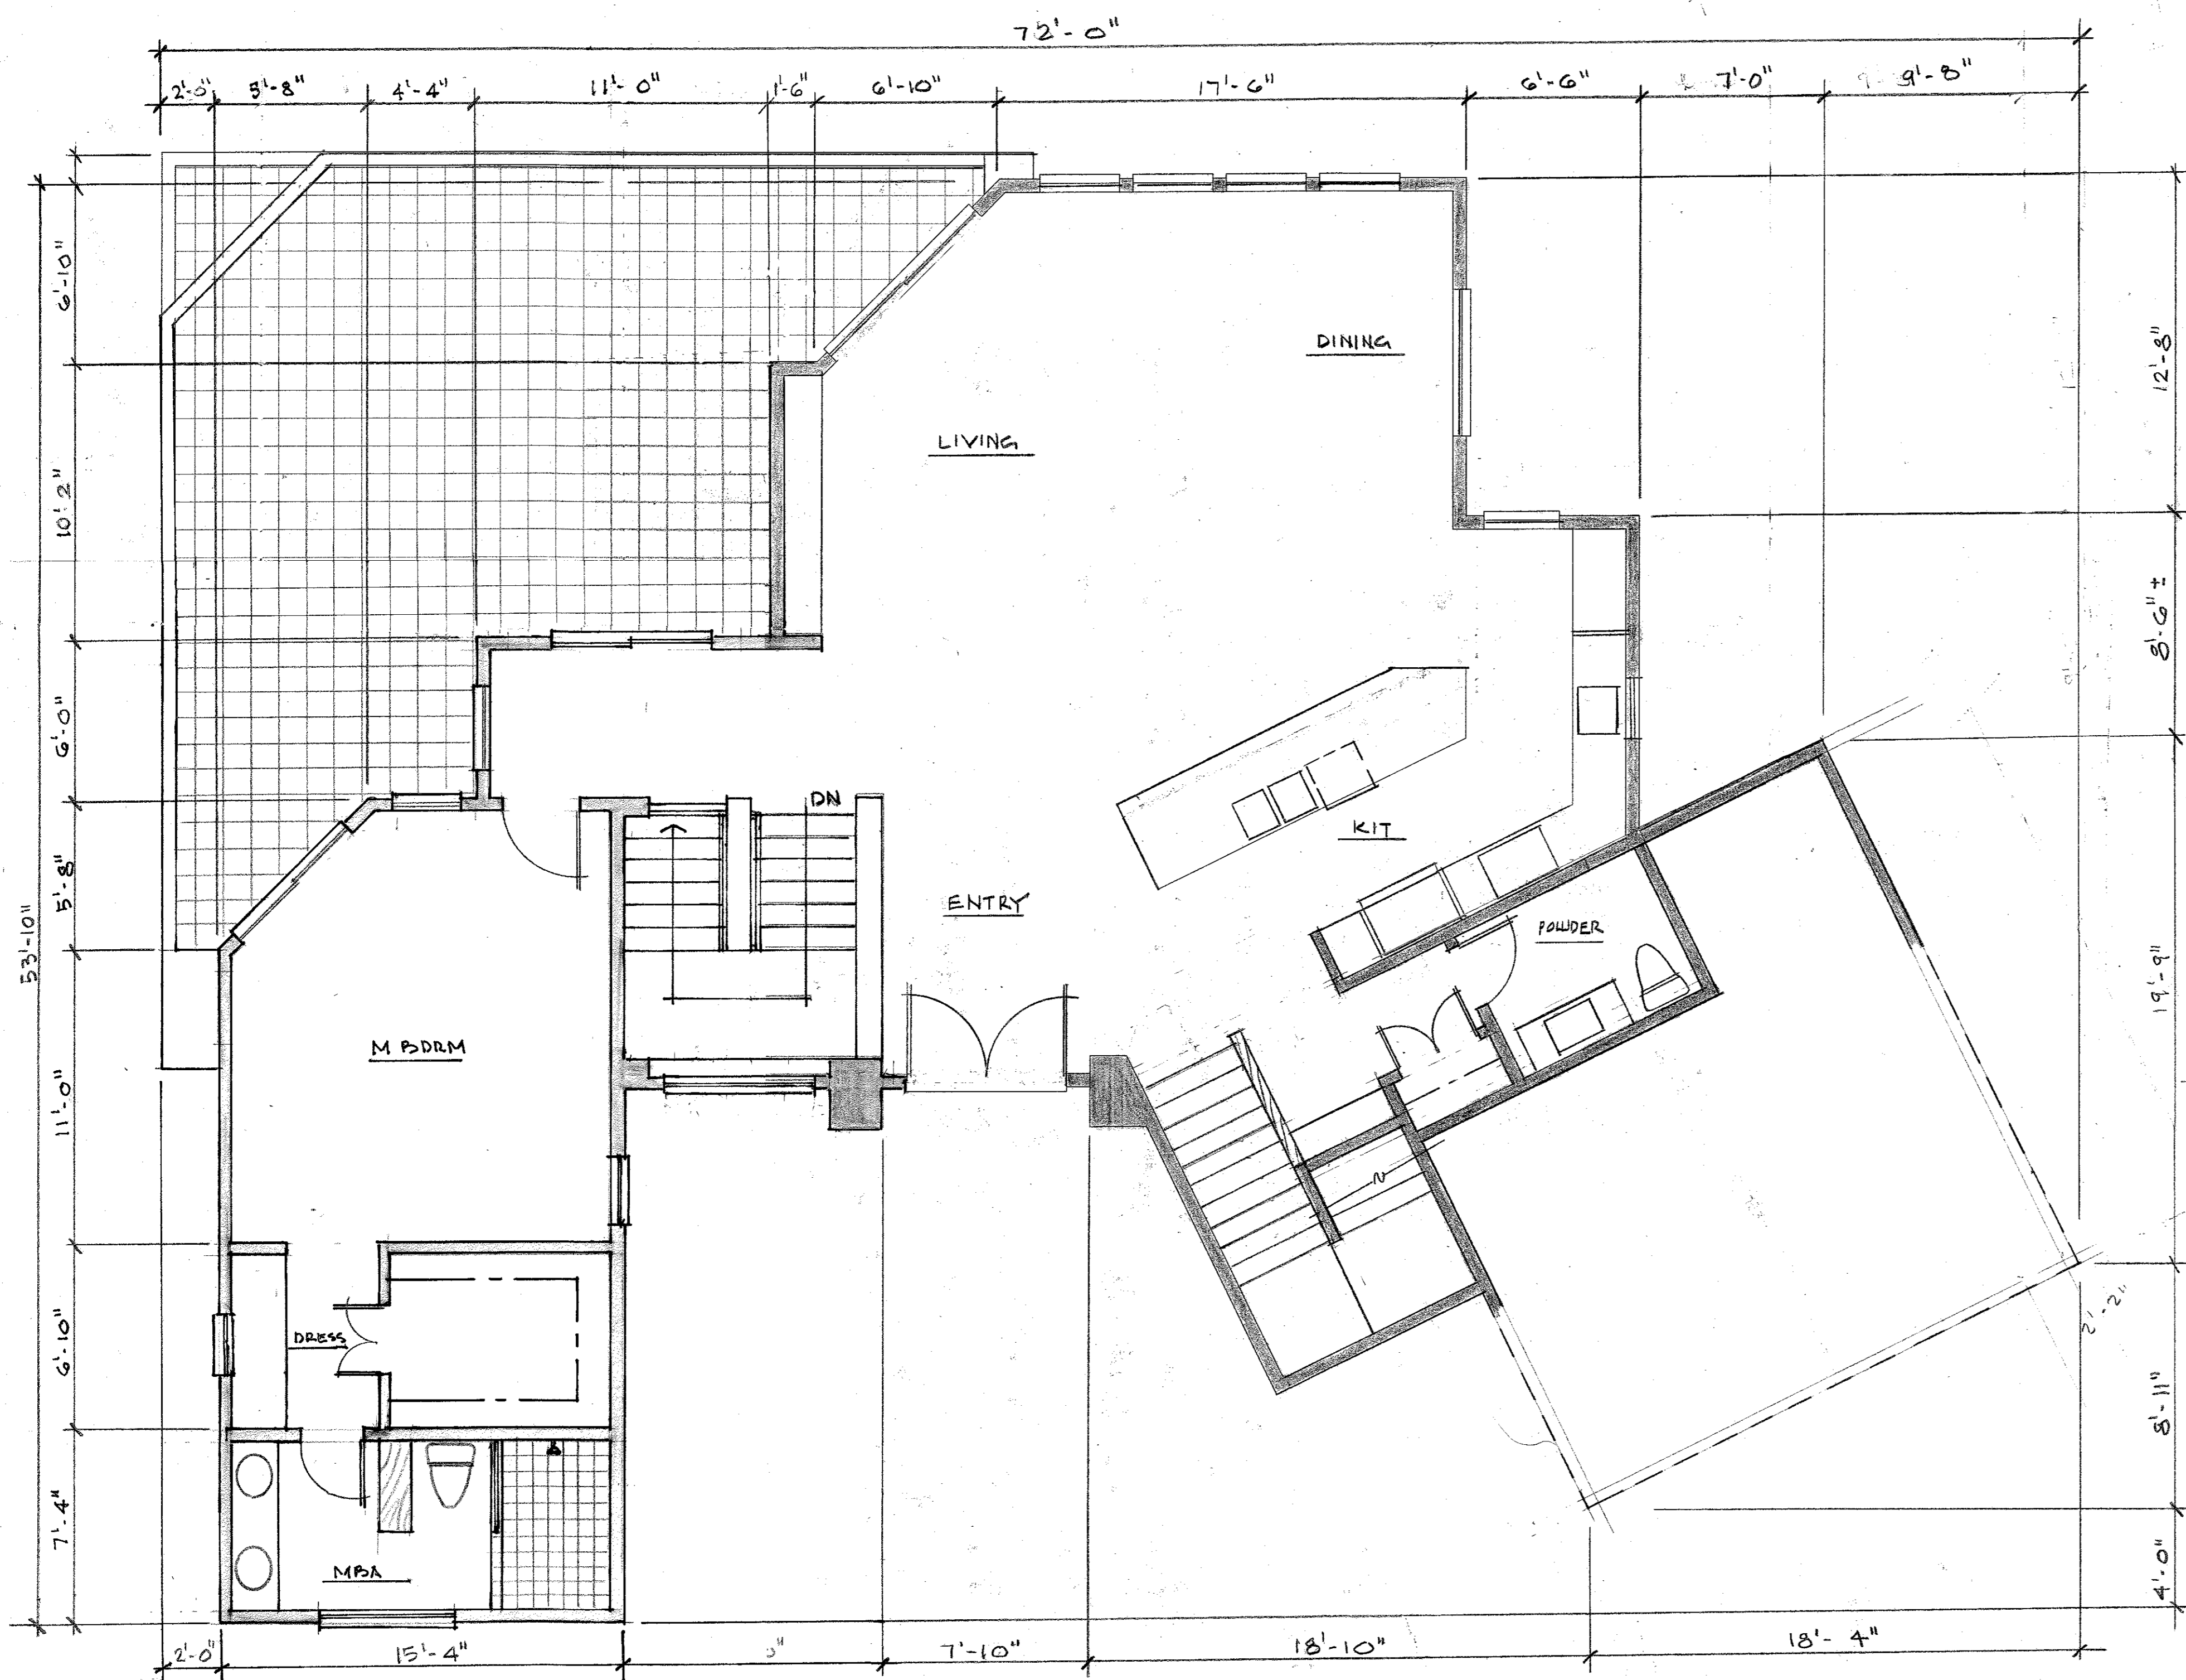 72'-0"
2'-0" 5'-8" 4'-4" 11'-0" 1'-6" 6'-10" 17'-6" 6'-6" 7'-0" 9'-8"
6'-10"
12'-8"
DINING
LIVING
10'-2"
8'-6"±
6'-0"
DN
KIT
5'-8"
ENTRY
POWDER
53'-10"
19'-9"
M BDRM
11'-0"
2'-2"
DRESS
6'-10"
8'-11"
7'-4"
MBA
4'-0"
2'-0" 15'-4" 7'-10" 18'-10" 18'-4"